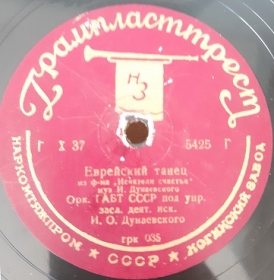 Грампласттрест
НЗ
Г X 37 5425 Г
Еврейский танец
из ф-ма „Искатели счастья"
муз И. Дунаевского
Орк. ГАБТ СССР под упр.
засл. деят. иск.
И. О. Дунаевского
грк 035
НАРКОМТЯЖПРОМ ★ СССР ★ НОГИНСКИЙ ЗАВОД